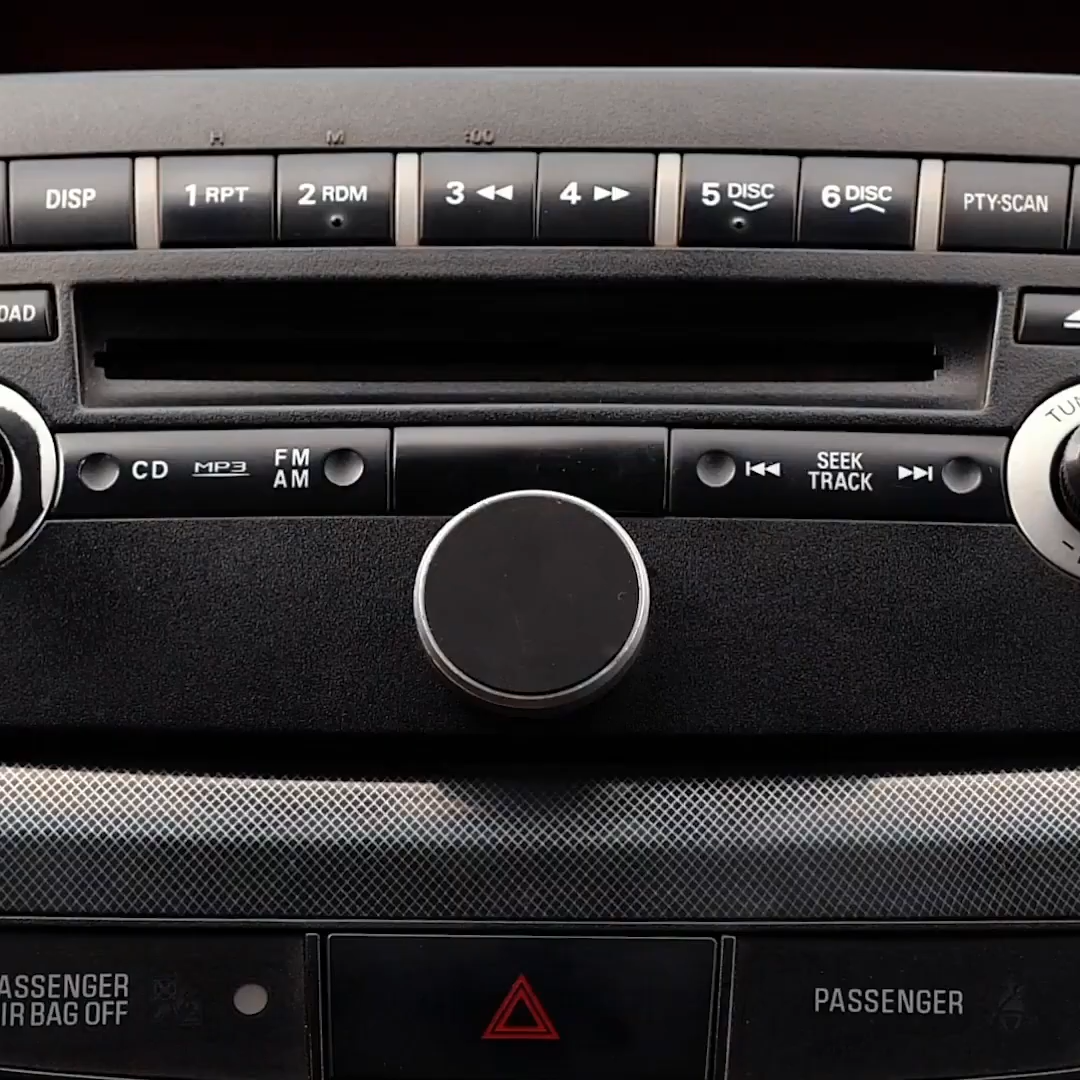 H M :00
DISP 1 RPT 2 RDM 3 4 5 DISC 6 DISC PTY-SCAN
OAD
TUN
CD MP3 FM
AM
SEEK
TRACK
ASSENGER
IR BAG OFF
PASSENGER